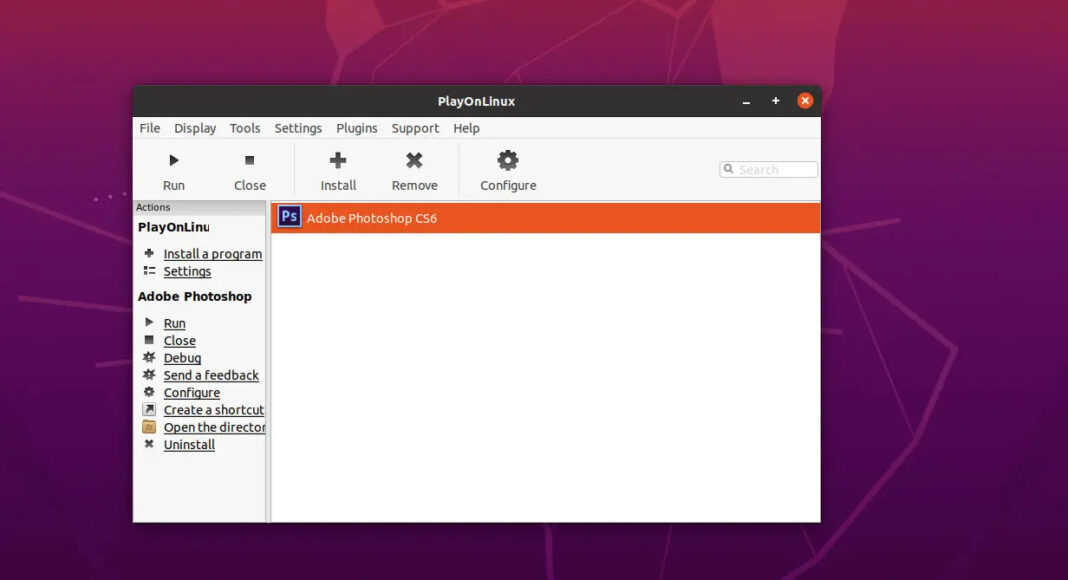 PlayOnLinux
File Display Tools Settings Plugins Support Help
Run Close Install Remove Configure
Search
Actions
PlayOnLinu
Install a program
Settings
Adobe Photoshop
Run
Close
Debug
Send a feedback
Configure
Create a shortcut
Open the director
Uninstall
Ps Adobe Photoshop CS6